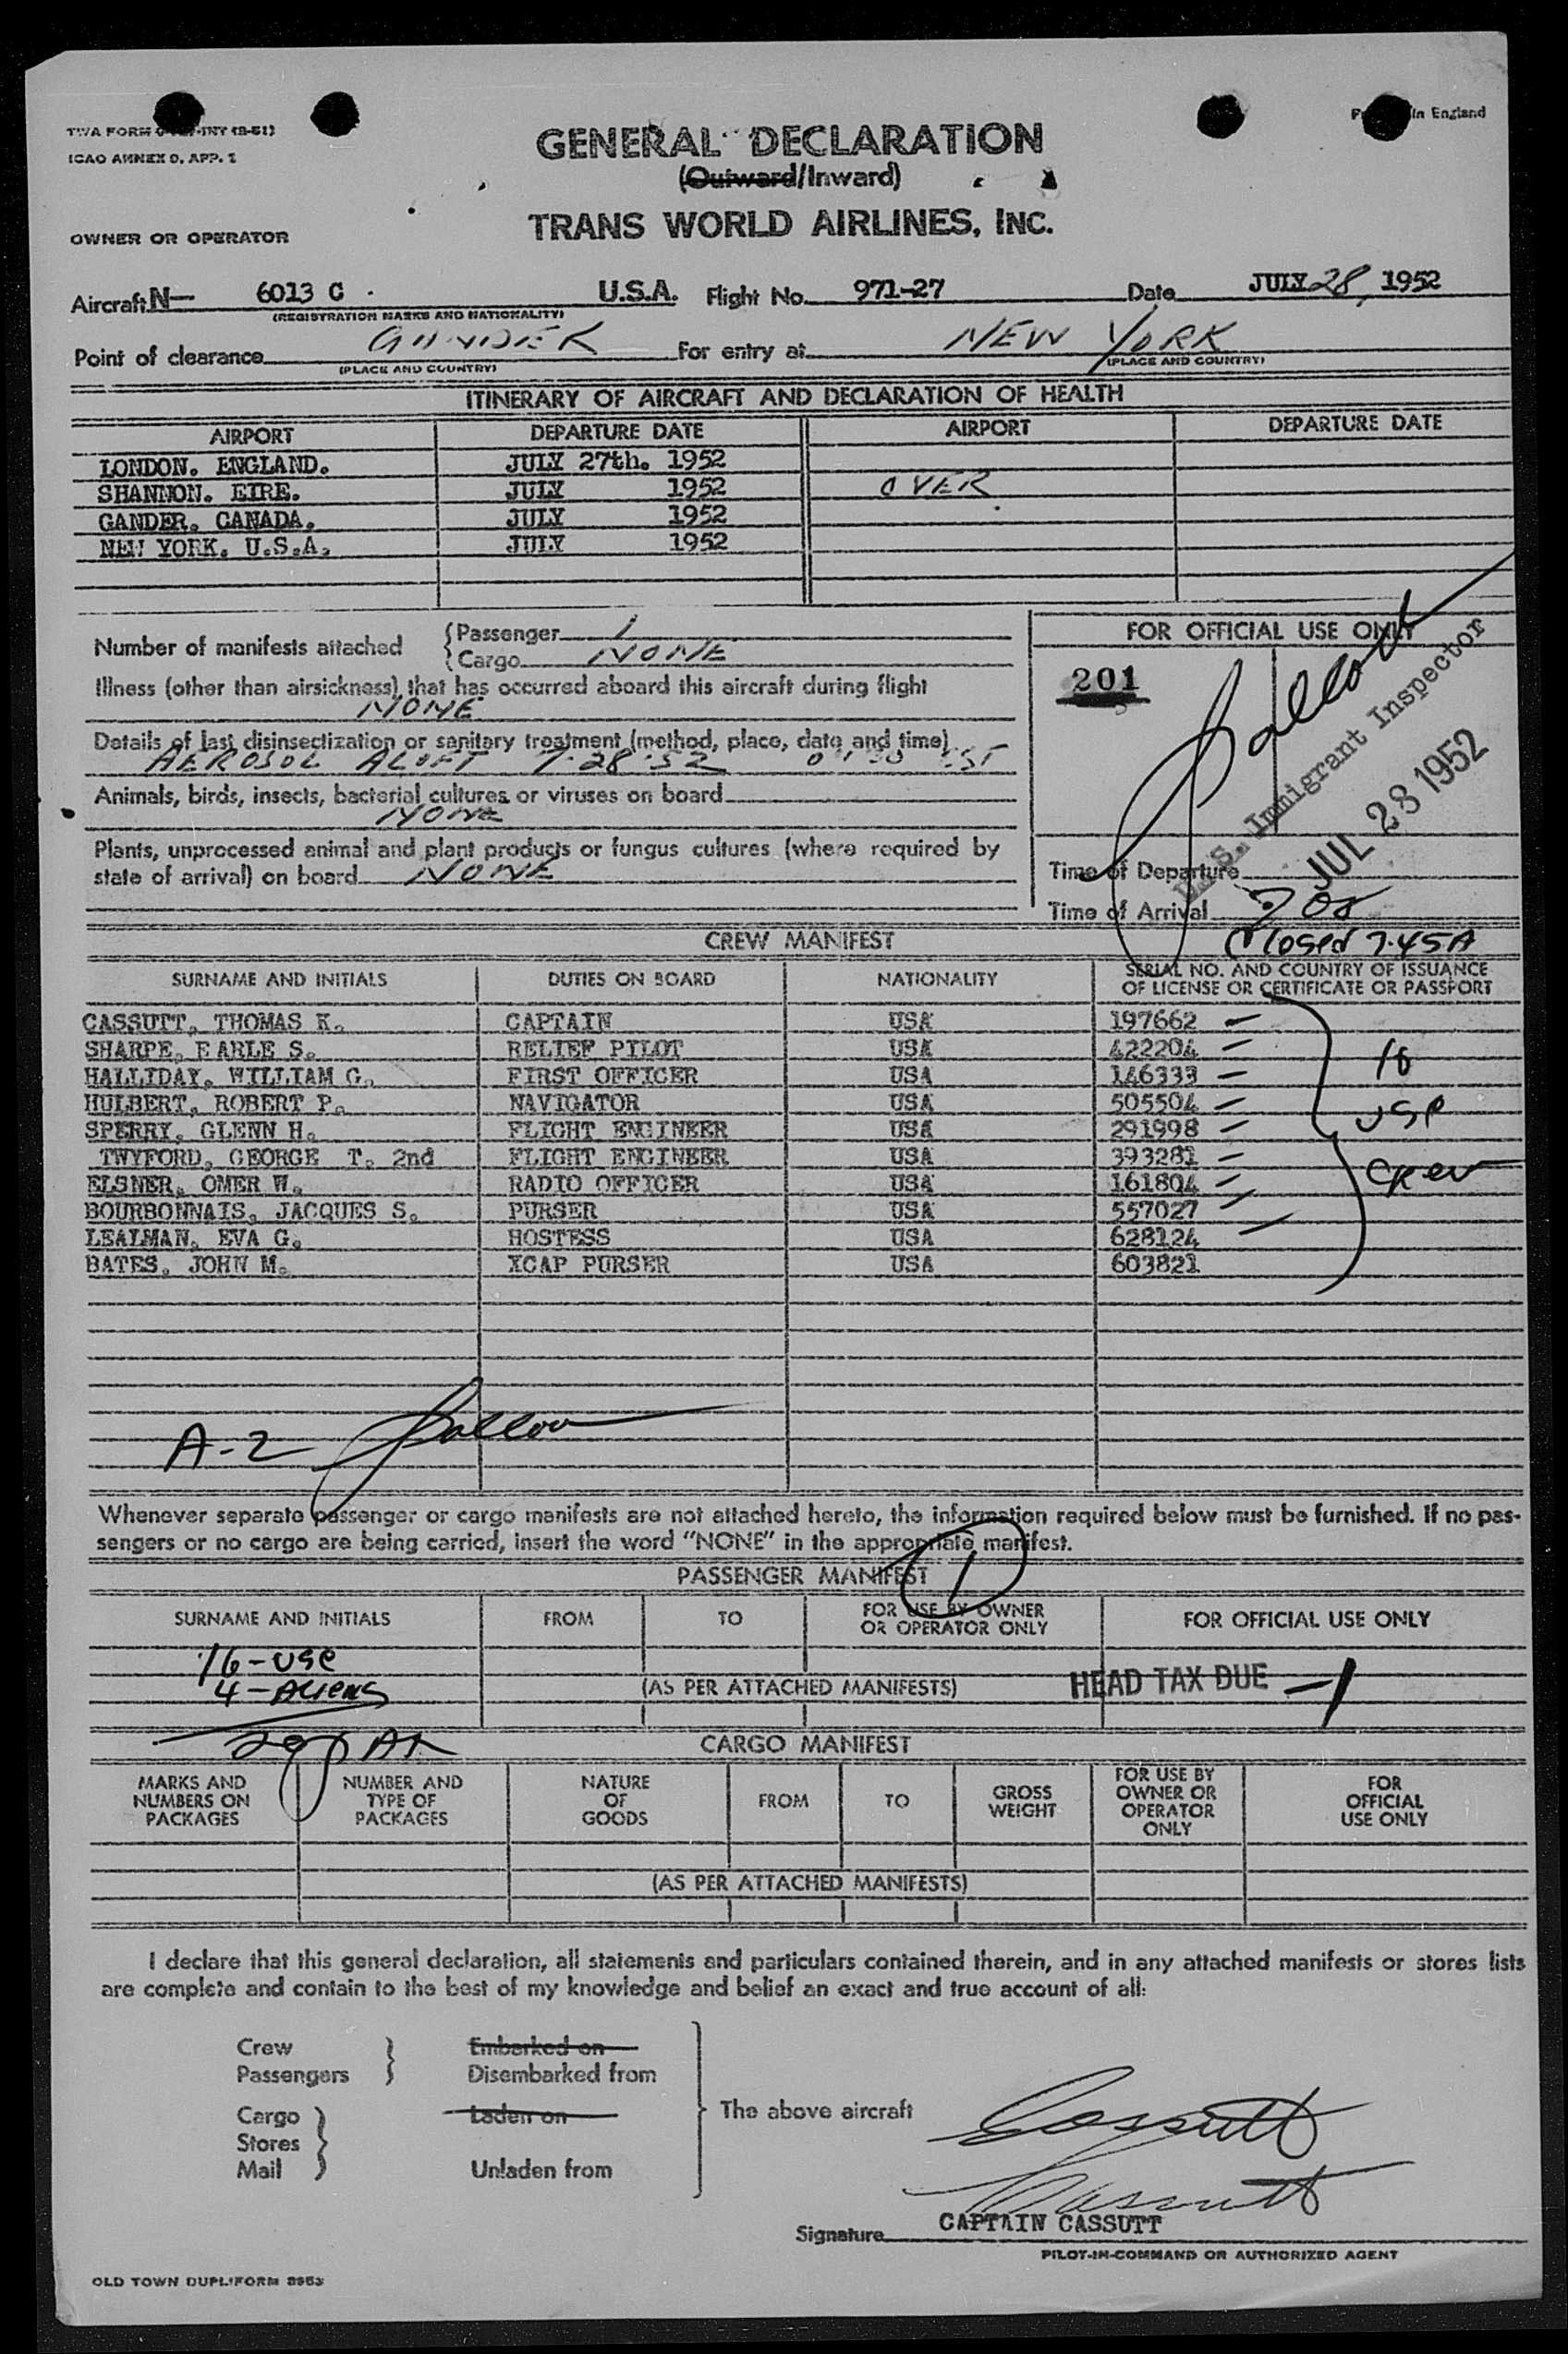 TWA FORM
ICAO ANNEX 9. APP. 1
In England
GENERAL DECLARATION
(Outward/Inward)
TRANS WORLD AIRLINES, INC.
OWNER OR OPERATOR
Aircraft N— 6013 C . U.S.A. Flight No. 971-27 Date JULY 28, 1952
(REGISTRATION MARKS AND NATIONALITY)
Point of clearance GANDER For entry at NEW YORK
(PLACE AND COUNTRY) (PLACE AND COUNTRY)
ITINERARY OF AIRCRAFT AND DECLARATION OF HEALTH
AIRPORT DEPARTURE DATE AIRPORT DEPARTURE DATE
LONDON. ENGLAND. JULY 27th. 1952
SHANNON. EIRE. JULY 1952 OVER
GANDER. CANADA. JULY 1952
NEW YORK. U.S.A. JULY 1952
Number of manifests attached {Passenger 1
{Cargo NONE
Illness (other than airsickness) that has occurred aboard this aircraft during flight
NONE
Details of last disinsectization or sanitary treatment (method, place, date and time)
AEROSOL ALOFT 7-28-52
Animals, birds, insects, bacterial cultures or viruses on board
NONE
Plants, unprocessed animal and plant products or fungus cultures (where required by
state of arrival) on board NONE
FOR OFFICIAL USE ONLY
201
U.S. Immigrant Inspector
JUL 28 1952
Time of Departure
Time of Arrival 708
Closed 7.45A
CREW MANIFEST
SURNAME AND INITIALS DUTIES ON BOARD NATIONALITY SERIAL NO. AND COUNTRY OF ISSUANCE
OF LICENSE OR CERTIFICATE OR PASSPORT
CASSUTT, THOMAS K. CAPTAIN USA 197662
SHARPE, EARLE S. RELIEF PILOT USA 422204
HALLIDAY, WILLIAM G. FIRST OFFICER USA 146333
HULBERT, ROBERT P. NAVIGATOR USA 505504
SPERRY, GLENN H. FLIGHT ENGINEER USA 291998
TWYFORD, GEORGE T. 2nd FLIGHT ENGINEER USA 393281
ELSNER, OMER W. RADIO OFFICER USA 161804
BOURBONNAIS, JACQUES S. PURSER USA 557027
LEALMAN, EVA G. HOSTESS USA 628124
BATES, JOHN M. XCAP PURSER USA 603821
10
USC
Crew
A-2
Whenever separate passenger or cargo manifests are not attached hereto, the information required below must be furnished. If no pas-
sengers or no cargo are being carried, insert the word "NONE" in the appropriate manifest.
1
PASSENGER MANIFEST
SURNAME AND INITIALS FROM TO FOR USE BY OWNER
OR OPERATOR ONLY FOR OFFICIAL USE ONLY
16-USC
4-Aliens
(AS PER ATTACHED MANIFESTS) HEAD TAX DUE —1
CARGO MANIFEST
MARKS AND
NUMBERS ON
PACKAGES
NUMBER AND
TYPE OF
PACKAGES
NATURE
OF
GOODS
FROM
TO
GROSS
WEIGHT
FOR USE BY
OWNER OR
OPERATOR
ONLY
FOR
OFFICIAL
USE ONLY
(AS PER ATTACHED MANIFESTS)
I declare that this general declaration, all statements and particulars contained therein, and in any attached manifests or stores lists
are complete and contain to the best of my knowledge and belief an exact and true account of all:
Crew } Embarked on
Passengers } Disembarked from
Cargo } Laden on
Stores }
Mail } Unladen from
The above aircraft
Cassutt
Cassutt
CAPTAIN CASSUTT
Signature
PILOT-IN-COMMAND OR AUTHORIZED AGENT
OLD TOWN DUPLIFORM